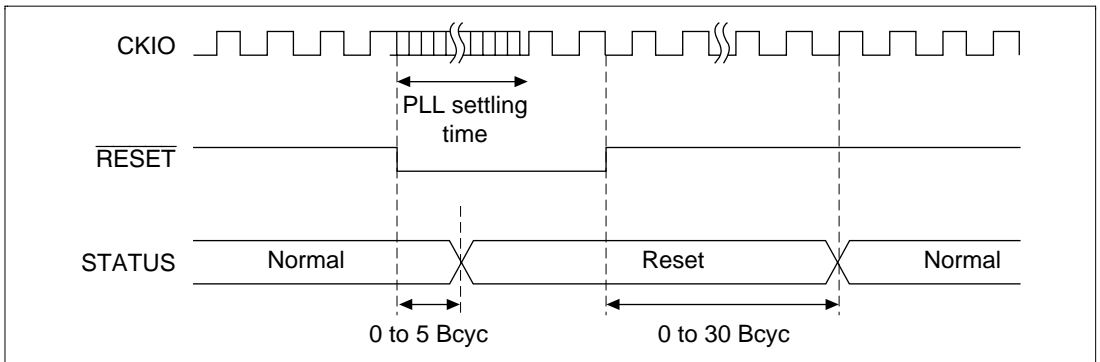 CKIO
PLL settling
time
RESET
STATUS
Normal
Reset
Normal
0 to 5 Bcyc
0 to 30 Bcyc